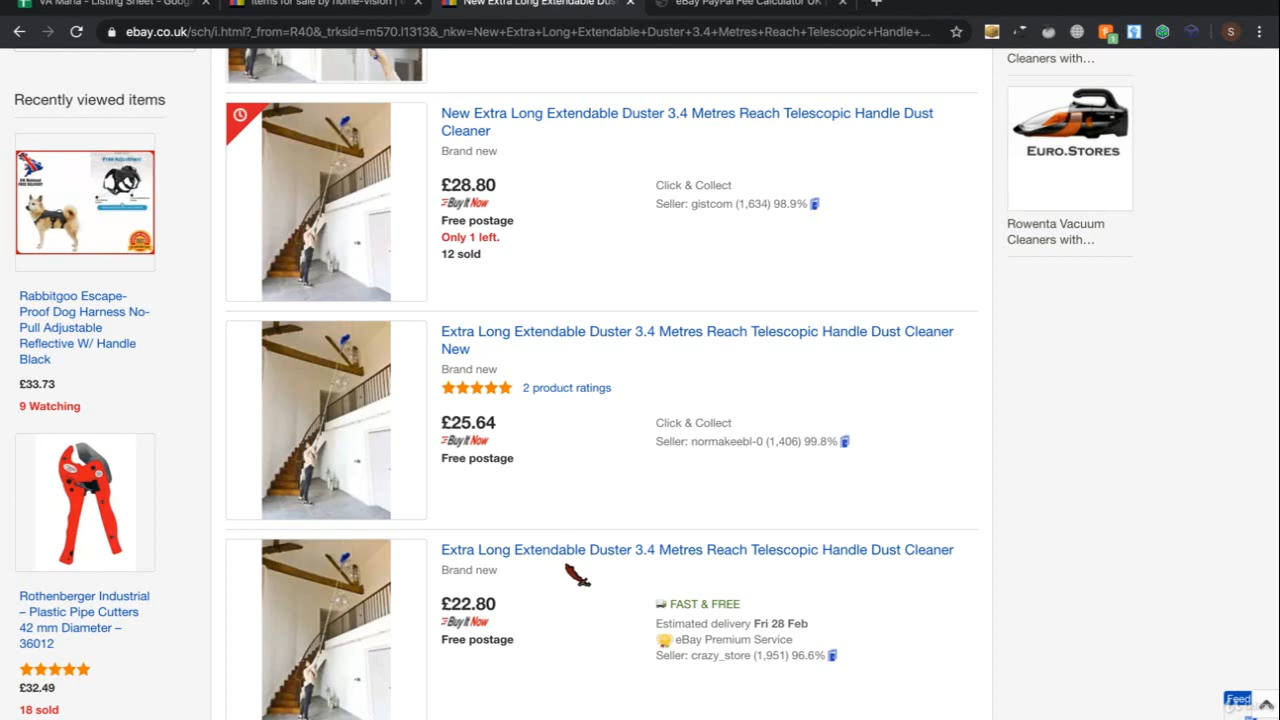 VA Maria - Listing Sheet - Goog
Items for sale by home-vision |
New Extra Long Extendable Dus
eBay PayPal Fee Calculator UK
ebay.co.uk/sch/i.html?_from=R40&_trksid=m570.l1313&_nkw=New+Extra+Long+Extendable+Duster+3.4+Metres+Reach+Telescopic+Handle+...
1
S
Recently viewed items
Rabbitgoo Escape-
Proof Dog Harness No-
Pull Adjustable
Reflective W/ Handle
Black
£33.73
9 Watching
Rothenberger Industrial
– Plastic Pipe Cutters
42 mm Diameter –
36012
£32.49
18 sold
New Extra Long Extendable Duster 3.4 Metres Reach Telescopic Handle Dust
Cleaner
Brand new
£28.80
Buy It Now
Free postage
Only 1 left.
12 sold
Click & Collect
Seller: gistcom (1,634) 98.9%
Extra Long Extendable Duster 3.4 Metres Reach Telescopic Handle Dust Cleaner
New
Brand new
2 product ratings
£25.64
Buy It Now
Free postage
Click & Collect
Seller: normakeebl-0 (1,406) 99.8%
Extra Long Extendable Duster 3.4 Metres Reach Telescopic Handle Dust Cleaner
Brand new
£22.80
Buy It Now
Free postage
FAST & FREE
Estimated delivery Fri 28 Feb
eBay Premium Service
Seller: crazy_store (1,951) 96.6%
Cleaners with...
EURO.STORES
Rowenta Vacuum
Cleaners with...
Feed